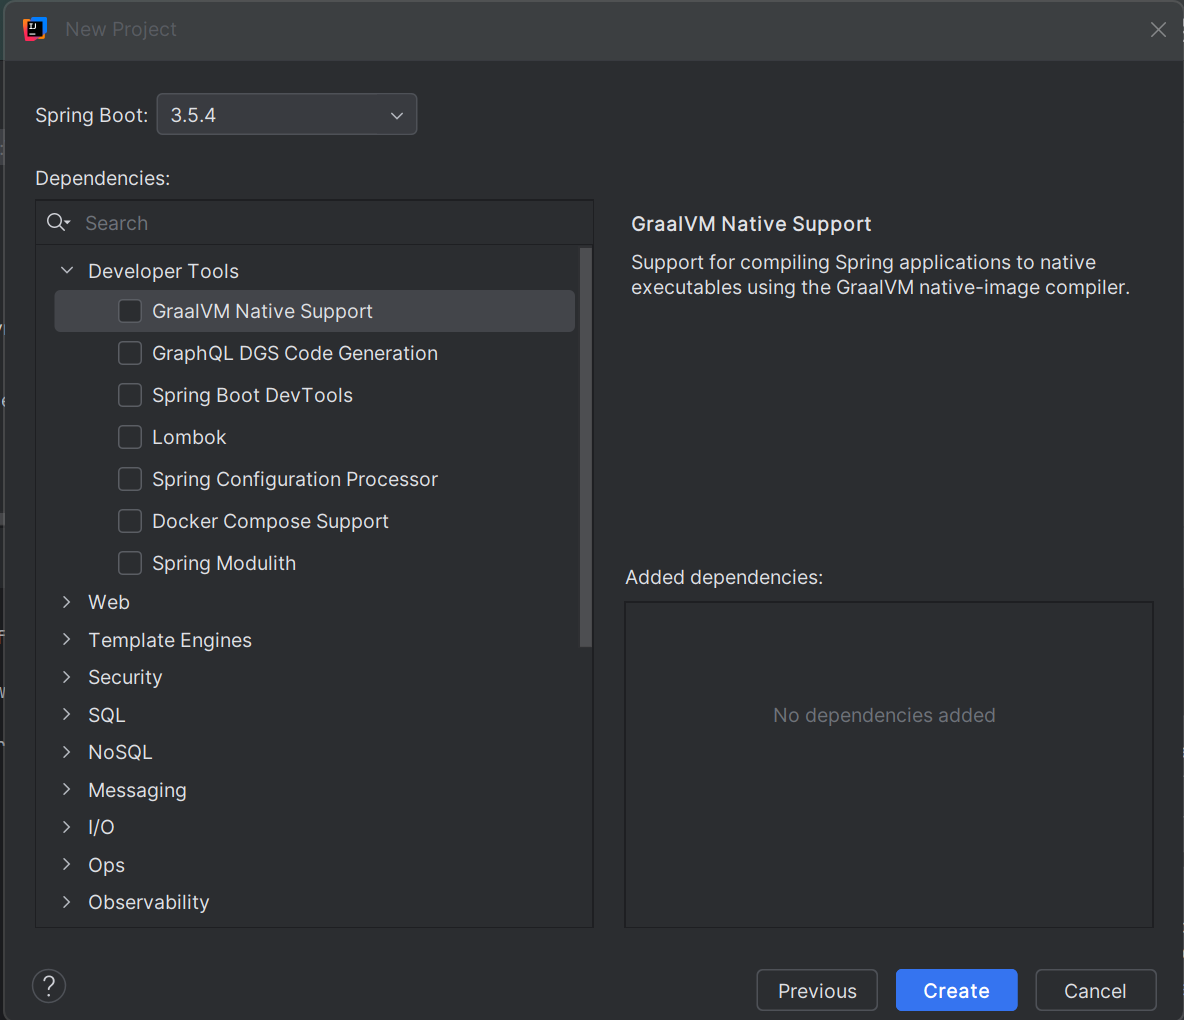 New Project
Spring Boot: 3.5.4
Dependencies:
Search
Developer Tools
GraalVM Native Support
GraphQL DGS Code Generation
Spring Boot DevTools
Lombok
Spring Configuration Processor
Docker Compose Support
Spring Modulith
Web
Template Engines
Security
SQL
NoSQL
Messaging
I/O
Ops
Observability
GraalVM Native Support
Support for compiling Spring applications to native
executables using the GraalVM native-image compiler.
Added dependencies:
No dependencies added
?
Previous
Create
Cancel